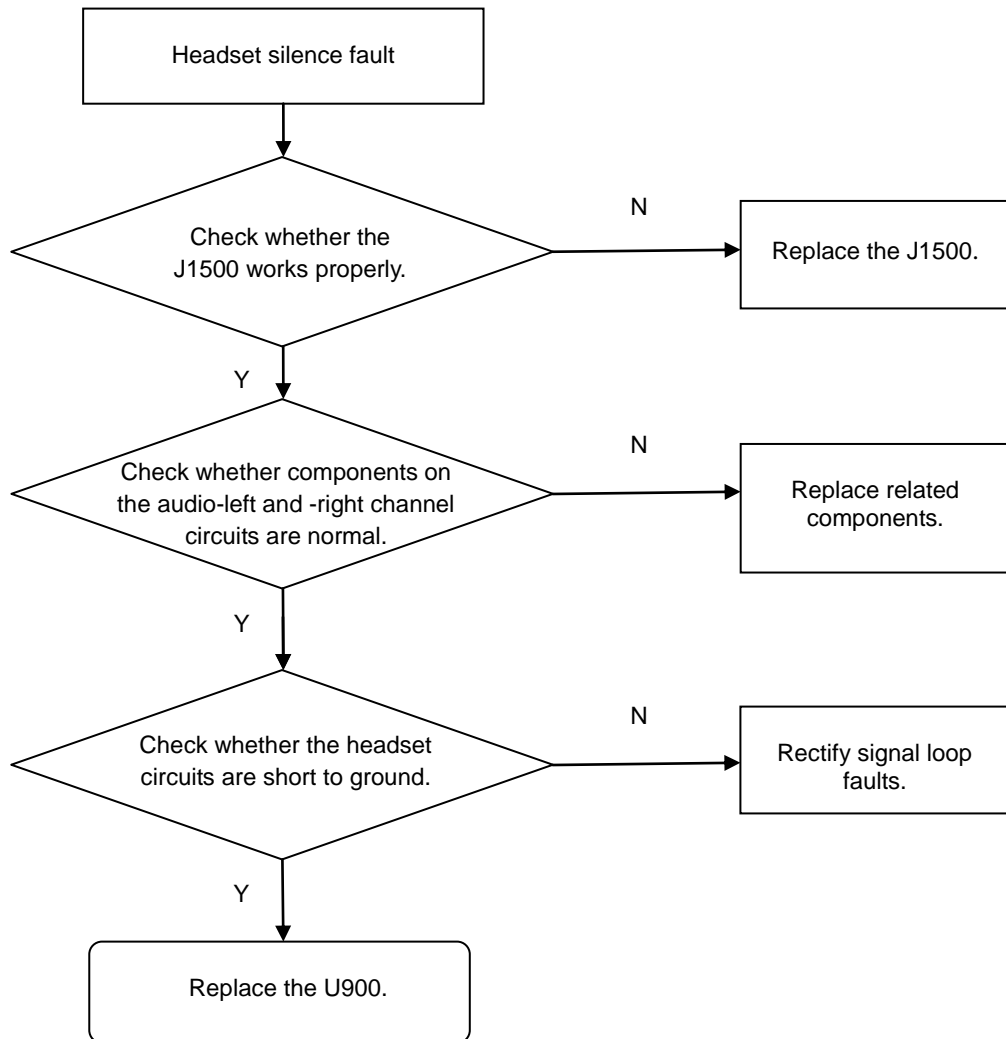 Headset silence fault
Check whether the
J1500 works properly.
N
Replace the J1500.
Y
Check whether components on
the audio-left and -right channel
circuits are normal.
N
Replace related
components.
Y
Check whether the headset
circuits are short to ground.
N
Rectify signal loop
faults.
Y
Replace the U900.